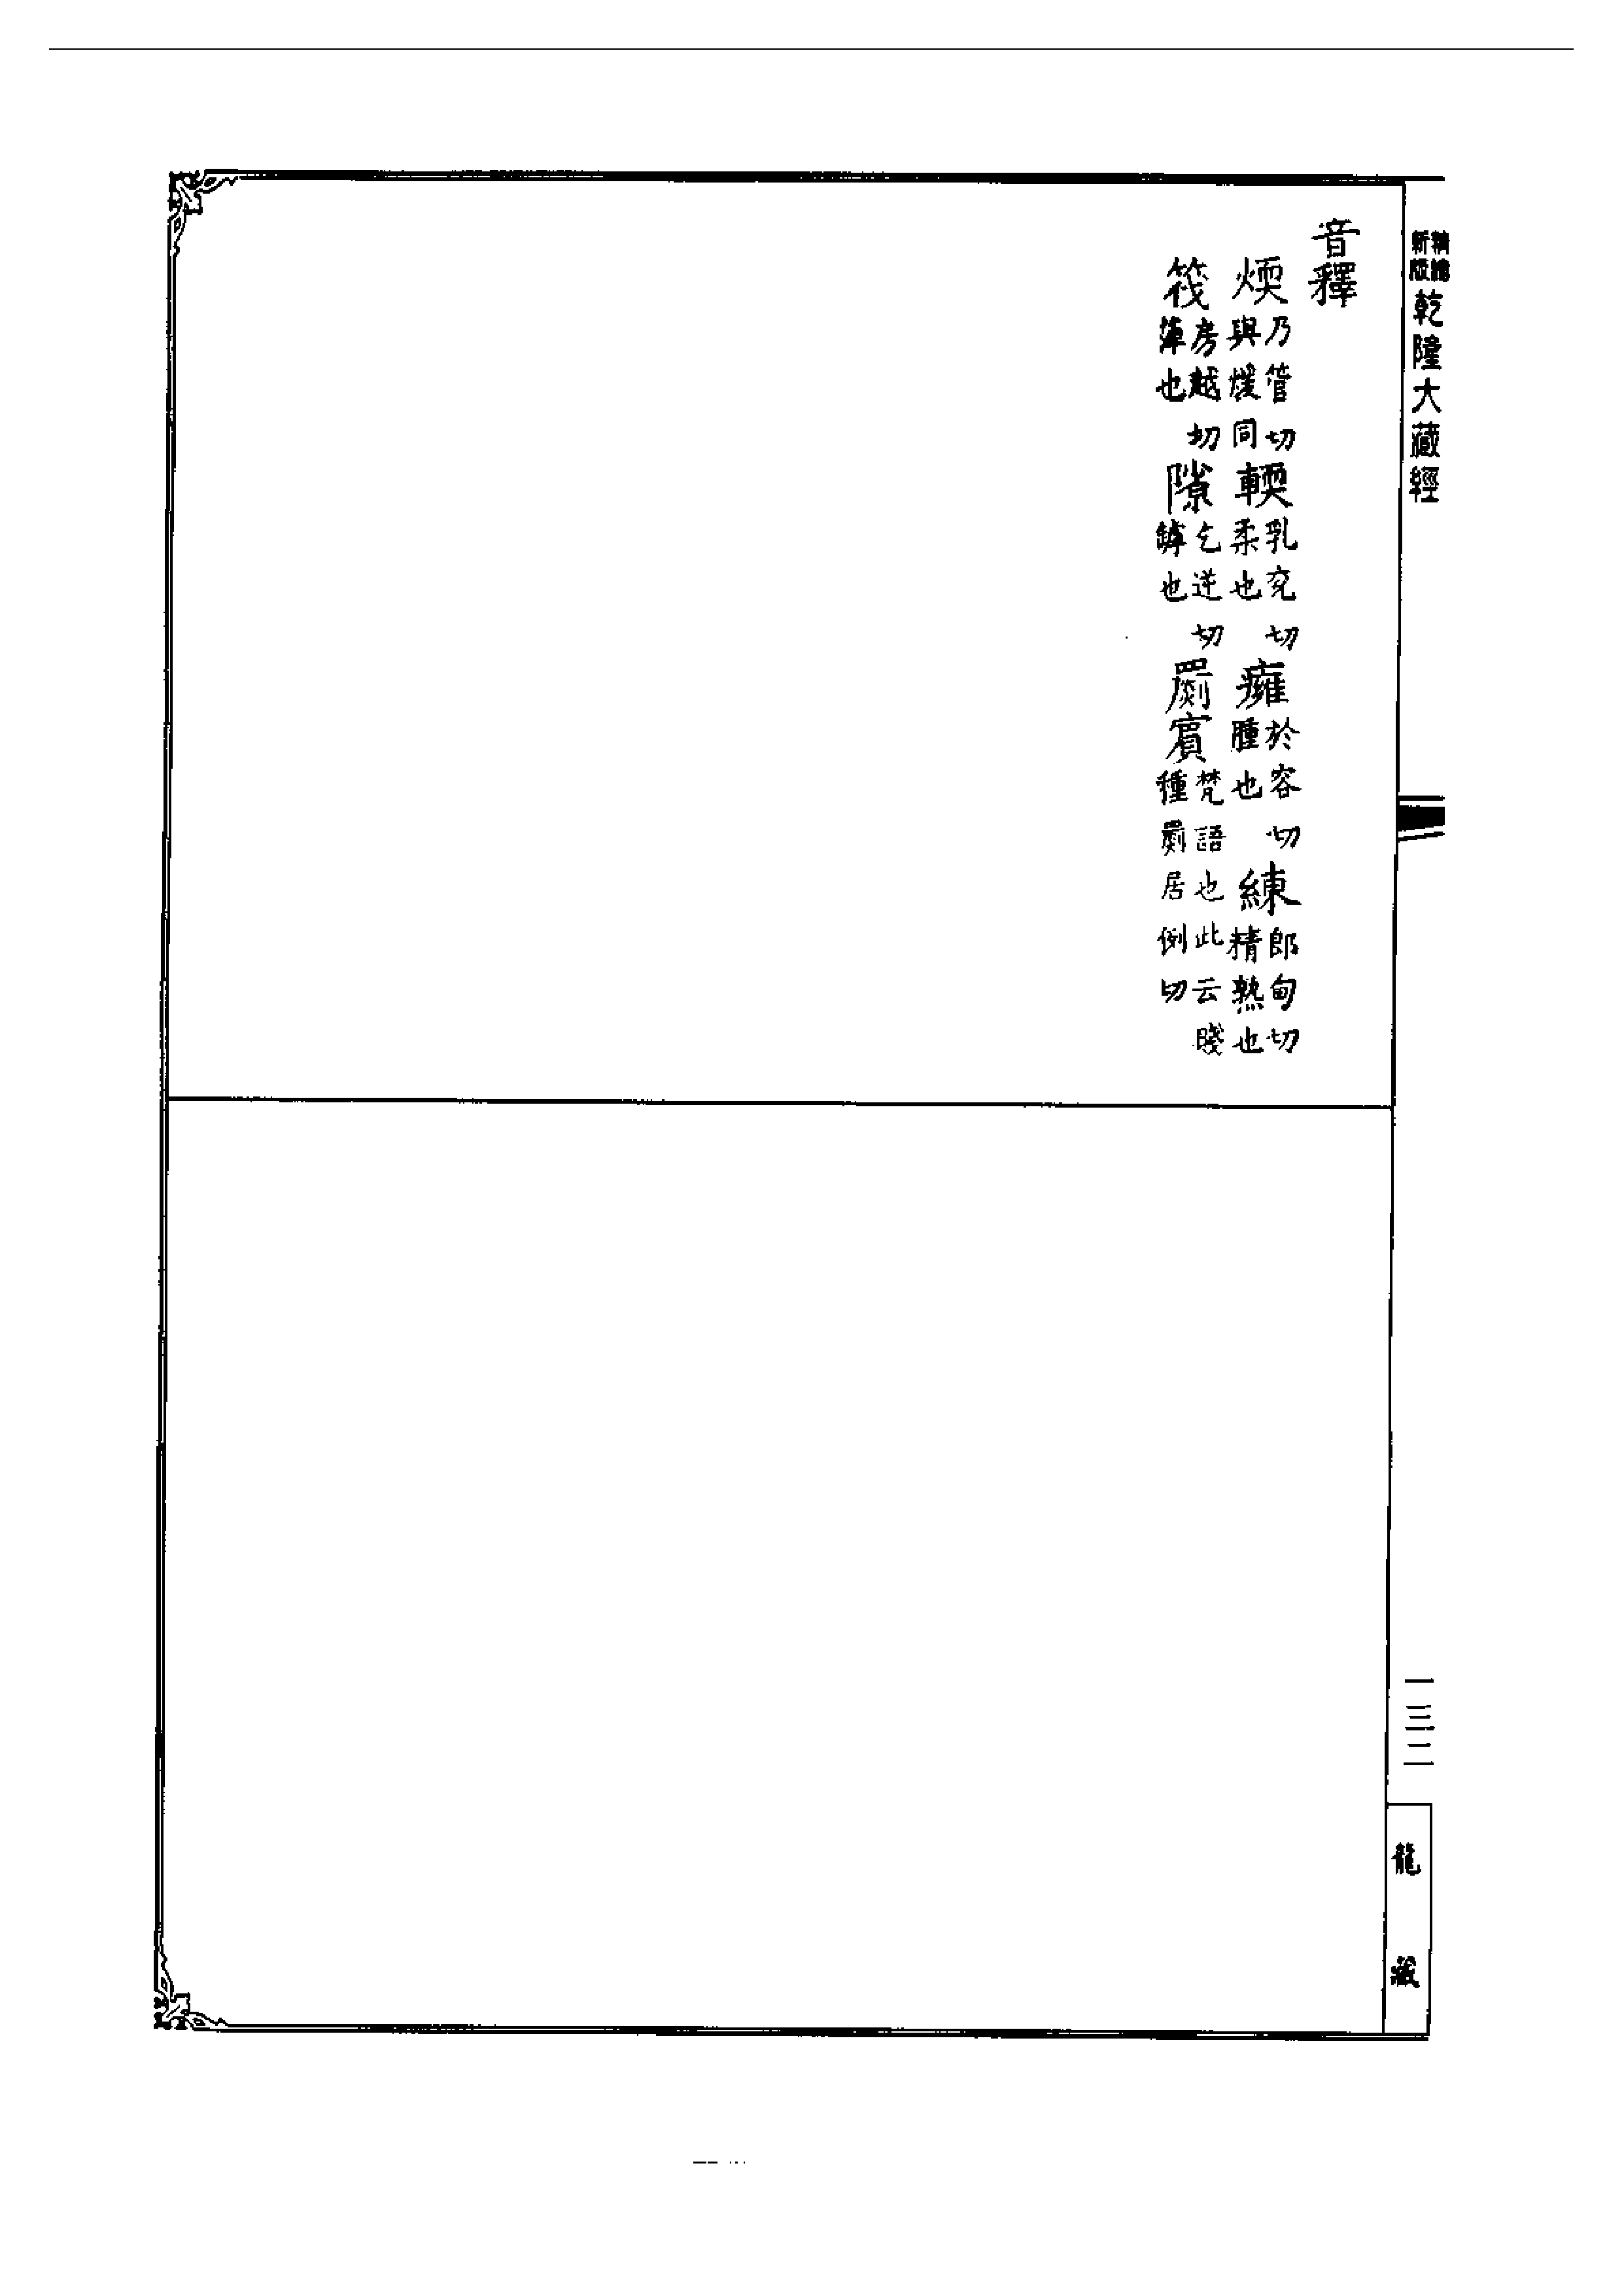 新版精縮乾隆大藏經
音釋
煗乃管切與煖同輭乳兗切柔也癰於容切腫也練郎甸切精熟也
筏房越切簰也隙乞逆切罅也罽賓梵語也此云賤種罽居例切
一三二
龍藏